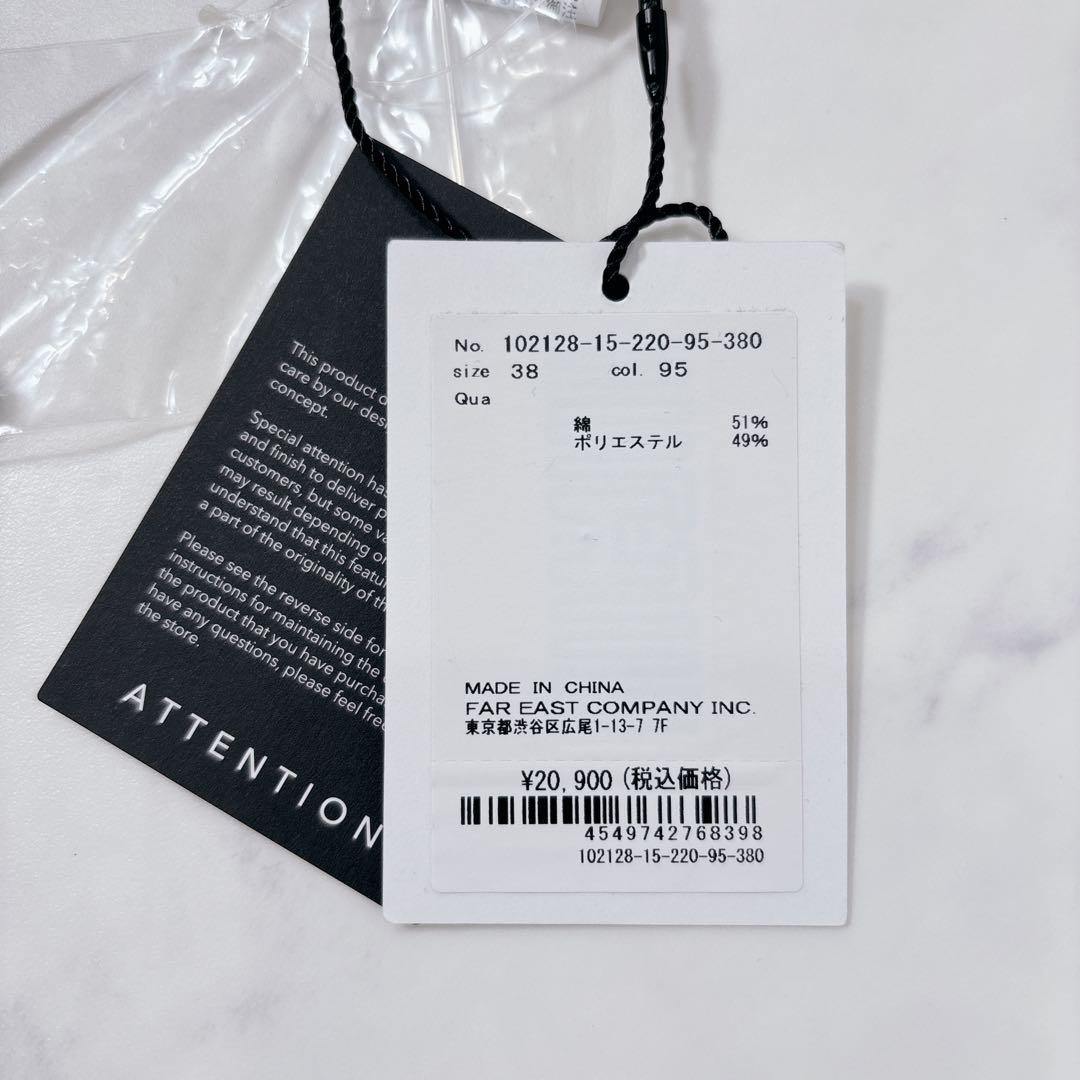 This product d
care by our des
concept.
Special attention has
and finish to deliver p
customers, but some va
may result depending o
understand that this featu
a part of the originality of th
Please see the reverse side for
instructions for maintaining the
the product that you have purcha
have any questions, please feel free
the store.
ATTENTION
No. 102128-15-220-95-380
size 38 col. 95
Qua
綿 51%
ポリエステル 49%
MADE IN CHINA
FAR EAST COMPANY INC.
東京都渋谷区広尾1-13-7 7F
¥20,900(税込価格)
4549742768398
102128-15-220-95-380